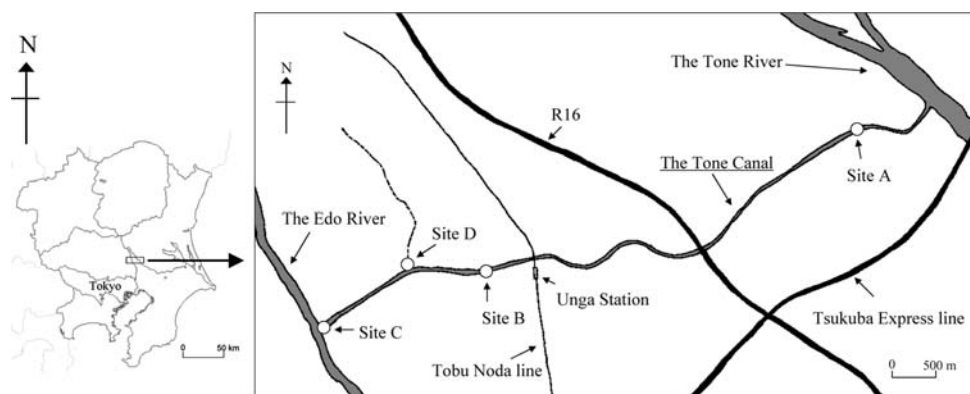 N
Tokyo
0 50 km
N
The Tone River
R16
The Tone Canal
Site A
The Edo River
Site D
Site C
Site B
Unga Station
Tobu Noda line
Tsukuba Express line
0 500 m